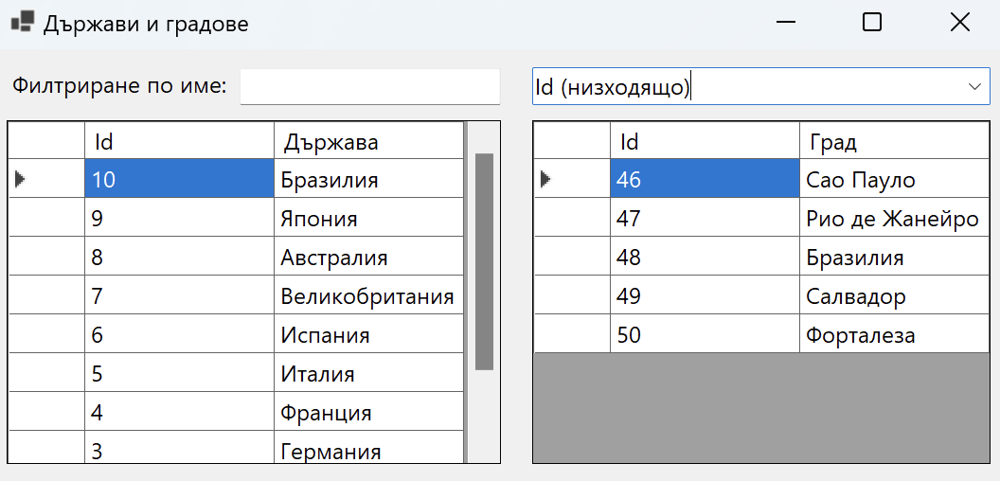 Държави и градове
Филтриране по име: Id (низходящо)
Id Държава Id Град
10 Бразилия 46 Сао Пауло
9 Япония 47 Рио де Жанейро
8 Австралия 48 Бразилия
7 Великобритания 49 Салвадор
6 Испания 50 Форталеза
5 Италия
4 Франция
3 Германия